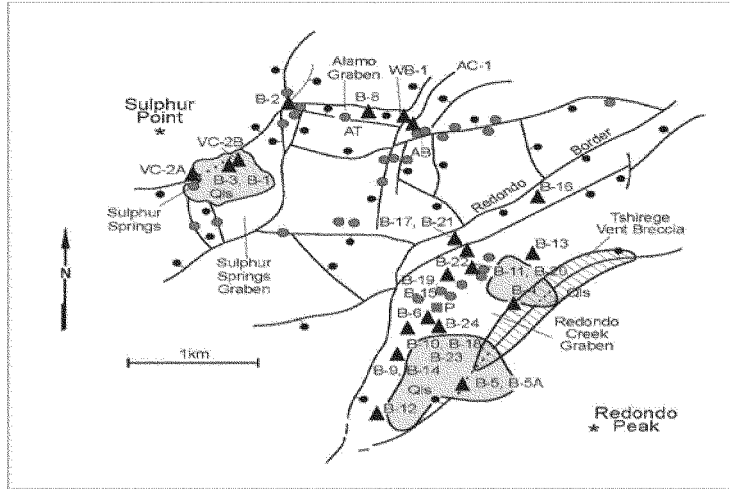 Alamo
Graben
WB-1
AC-1
B-2
B-8
Sulphur
Point
AT
AB
VC-2B
VC-2A
B-3
B-1
Qls
Sulphur
Springs
Sulphur
Springs
Graben
Redondo
Border
B-16
B-17, B-21
B-13
Tshirege
Vent Breccia
B-22
B-11, B-20
B-19
B-15
B-4
Qls
B-6
P
B-24
Redondo
Creek
Graben
B-10, B-18
B-23
B-9, B-14
B-5, B-5A
Qls
B-12
N
1km
Redondo
Peak